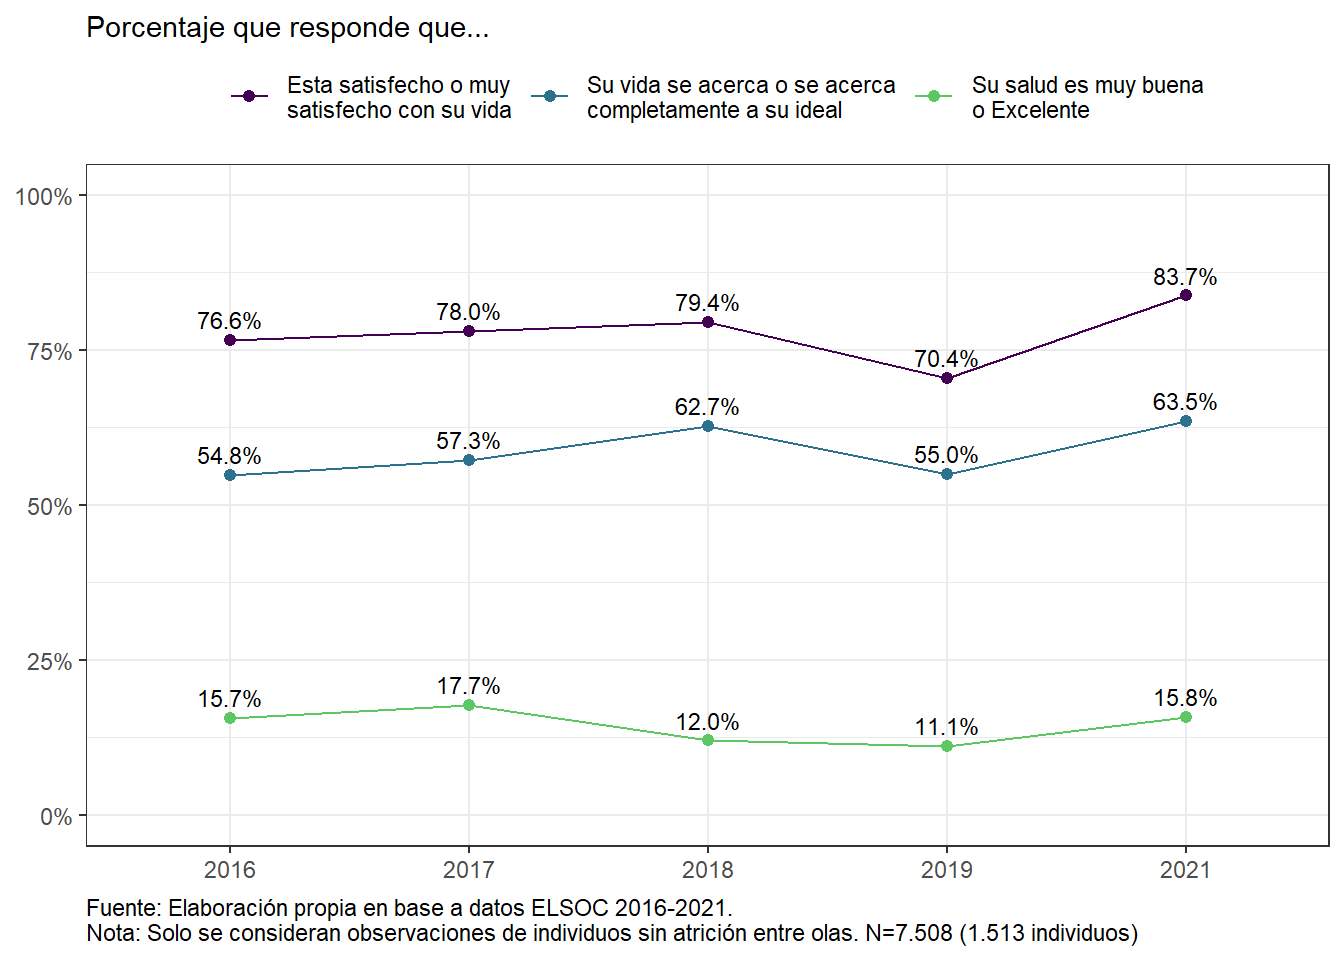 Porcentaje que responde que...
Esta satisfecho o muy
satisfecho con su vida
Su vida se acerca o se acerca
completamente a su ideal
Su salud es muy buena
o Excelente
100%
75%
50%
25%
0%
76.6%
78.0%
79.4%
70.4%
83.7%
54.8%
57.3%
62.7%
55.0%
63.5%
15.7%
17.7%
12.0%
11.1%
15.8%
2016
2017
2018
2019
2021
Fuente: Elaboración propia en base a datos ELSOC 2016-2021.
Nota: Solo se consideran observaciones de individuos sin atrición entre olas. N=7.508 (1.513 individuos)